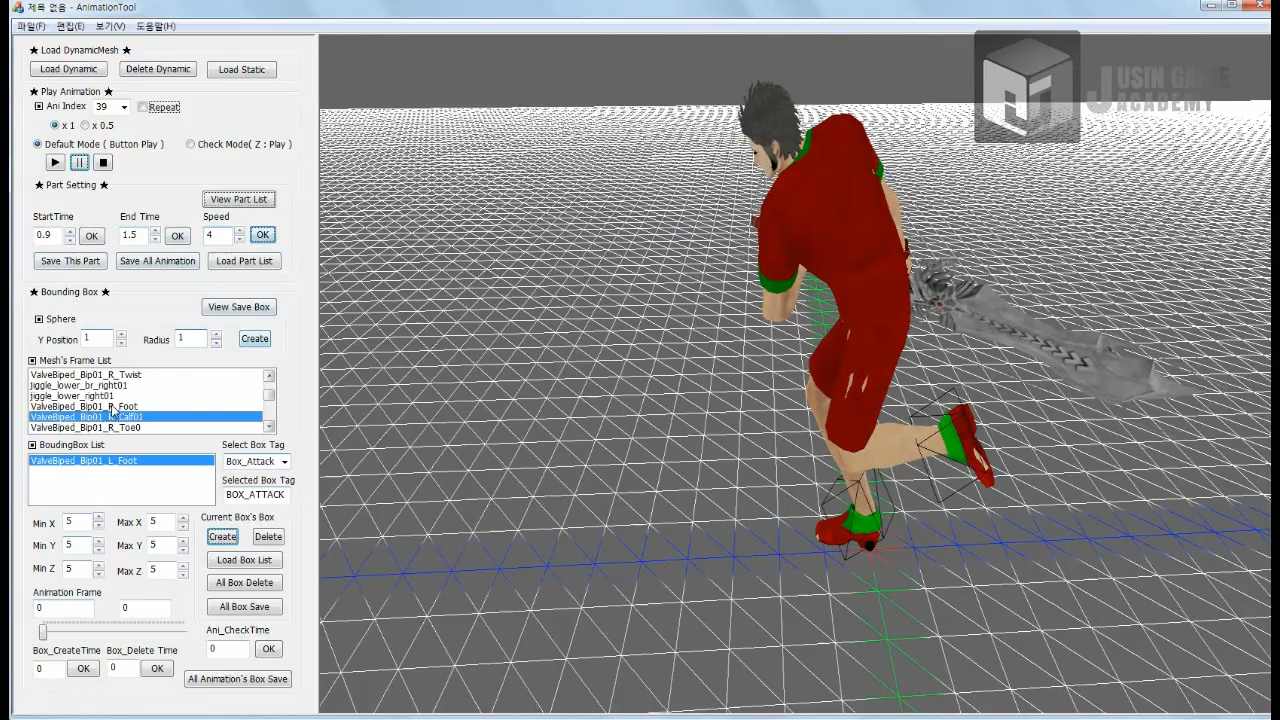 제목 없음 - AnimationTool
파일(F) 편집(E) 보기(V) 도움말(H)
★ Load DynamicMesh ★
Load Dynamic Delete Dynamic Load Static
★ Play Animation ★
Ani Index 39 Repeat
x 1 x 0.5
Default Mode ( Button Play ) Check Mode( Z : Play )
★ Part Setting ★
View Part List
StartTime End Time Speed
0.9 OK 1.5 OK 4 OK
Save This Part Save All Animation Load Part List
★ Bounding Box ★
View Save Box
Sphere
Y Position 1 Radius 1 Create
Mesh's Frame List
ValveBiped_Bip01_R_Twist
jiggle_lower_br_right01
jiggle_lower_right01
ValveBiped_Bip01_R_Foot
ValveBiped_Bip01_R_Calf01
ValveBiped_Bip01_R_Toe0
BoudingBox List Select Box Tag
ValveBiped_Bip01_L_Foot Box_Attack
Selected Box Tag
BOX_ATTACK
Current Box's Box
Min X 5 Max X 5
Create Delete
Min Y 5 Max Y 5
Load Box List
Min Z 5 Max Z 5
All Box Delete
Animation Frame
0 0
All Box Save
Ani_CheckTime
0 OK
Box_CreateTime Box_Delete Time
0 OK 0 OK
All Animation's Box Save
JUSIN GAME
ACADEMY